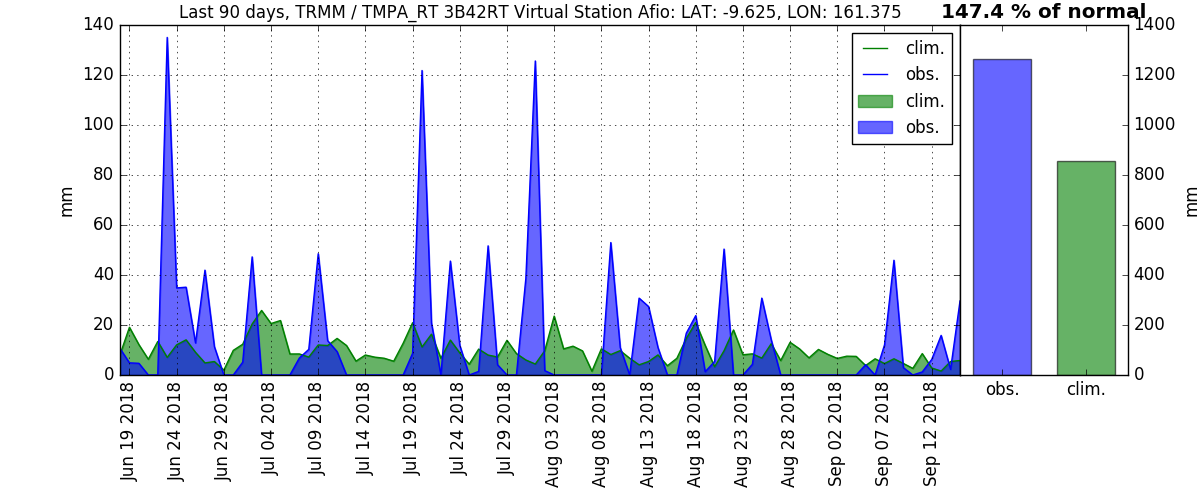 Last 90 days, TRMM / TMPA_RT 3B42RT Virtual Station Afio: LAT: -9.625, LON: 161.375
147.4 % of normal
140
120
100
80
60
40
20
0
mm
clim.
obs.
clim.
obs.
1400
1200
1000
800
600
400
200
0
mm
Jun 19 2018
Jun 24 2018
Jun 29 2018
Jul 04 2018
Jul 09 2018
Jul 14 2018
Jul 19 2018
Jul 24 2018
Jul 29 2018
Aug 03 2018
Aug 08 2018
Aug 13 2018
Aug 18 2018
Aug 23 2018
Aug 28 2018
Sep 02 2018
Sep 07 2018
Sep 12 2018
obs.
clim.